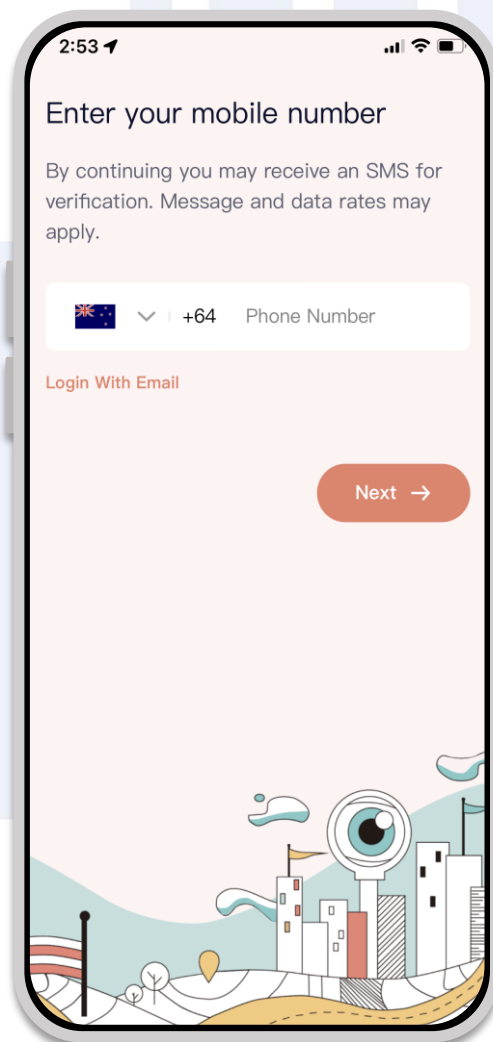 2:53
Enter your mobile number
By continuing you may receive an SMS for
verification. Message and data rates may
apply.
+64 Phone Number
Login With Email
Next →